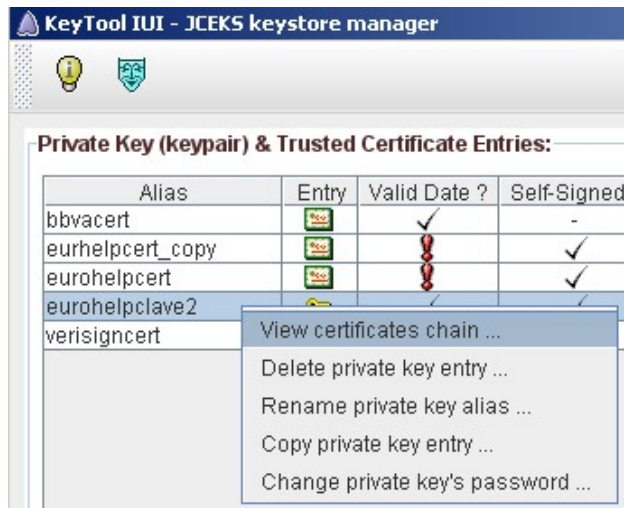 KeyTool IUI - JCEKS keystore manager
Private Key (keypair) & Trusted Certificate Entries:
Alias Entry Valid Date ? Self-Signed
bbvacert -
eurhelpcert_copy
eurohelpcert
eurohelpclave2
verisigncert
View certificates chain ...
Delete private key entry ...
Rename private key alias ...
Copy private key entry ...
Change private key's password ...